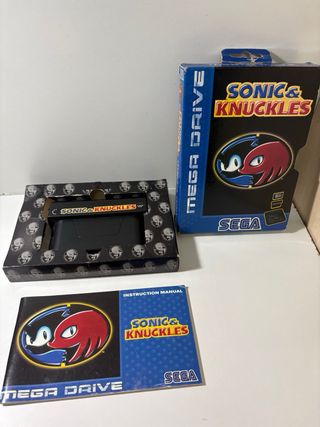 SONIC &
KNUCKLES
MEGA DRIVE
SEGA
SONIC & KNUCKLES
INSTRUCTION MANUAL
SONIC &
KNUCKLES
MEGA DRIVE
SEGA